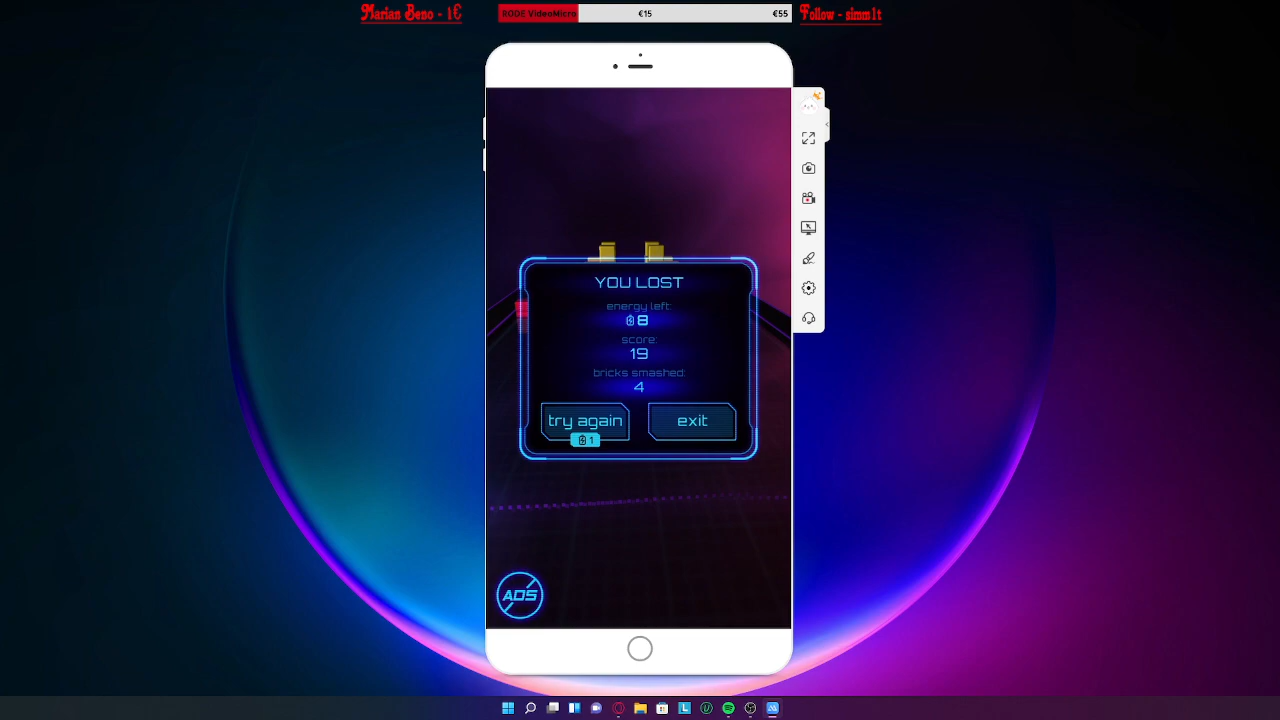 Marian Beno - 1€
RODE VideoMicro €15 €55
Follow - simm1t
YOU LOST
energy left:
8
score:
19
bricks smashed:
4
try again
1
exit
ADS